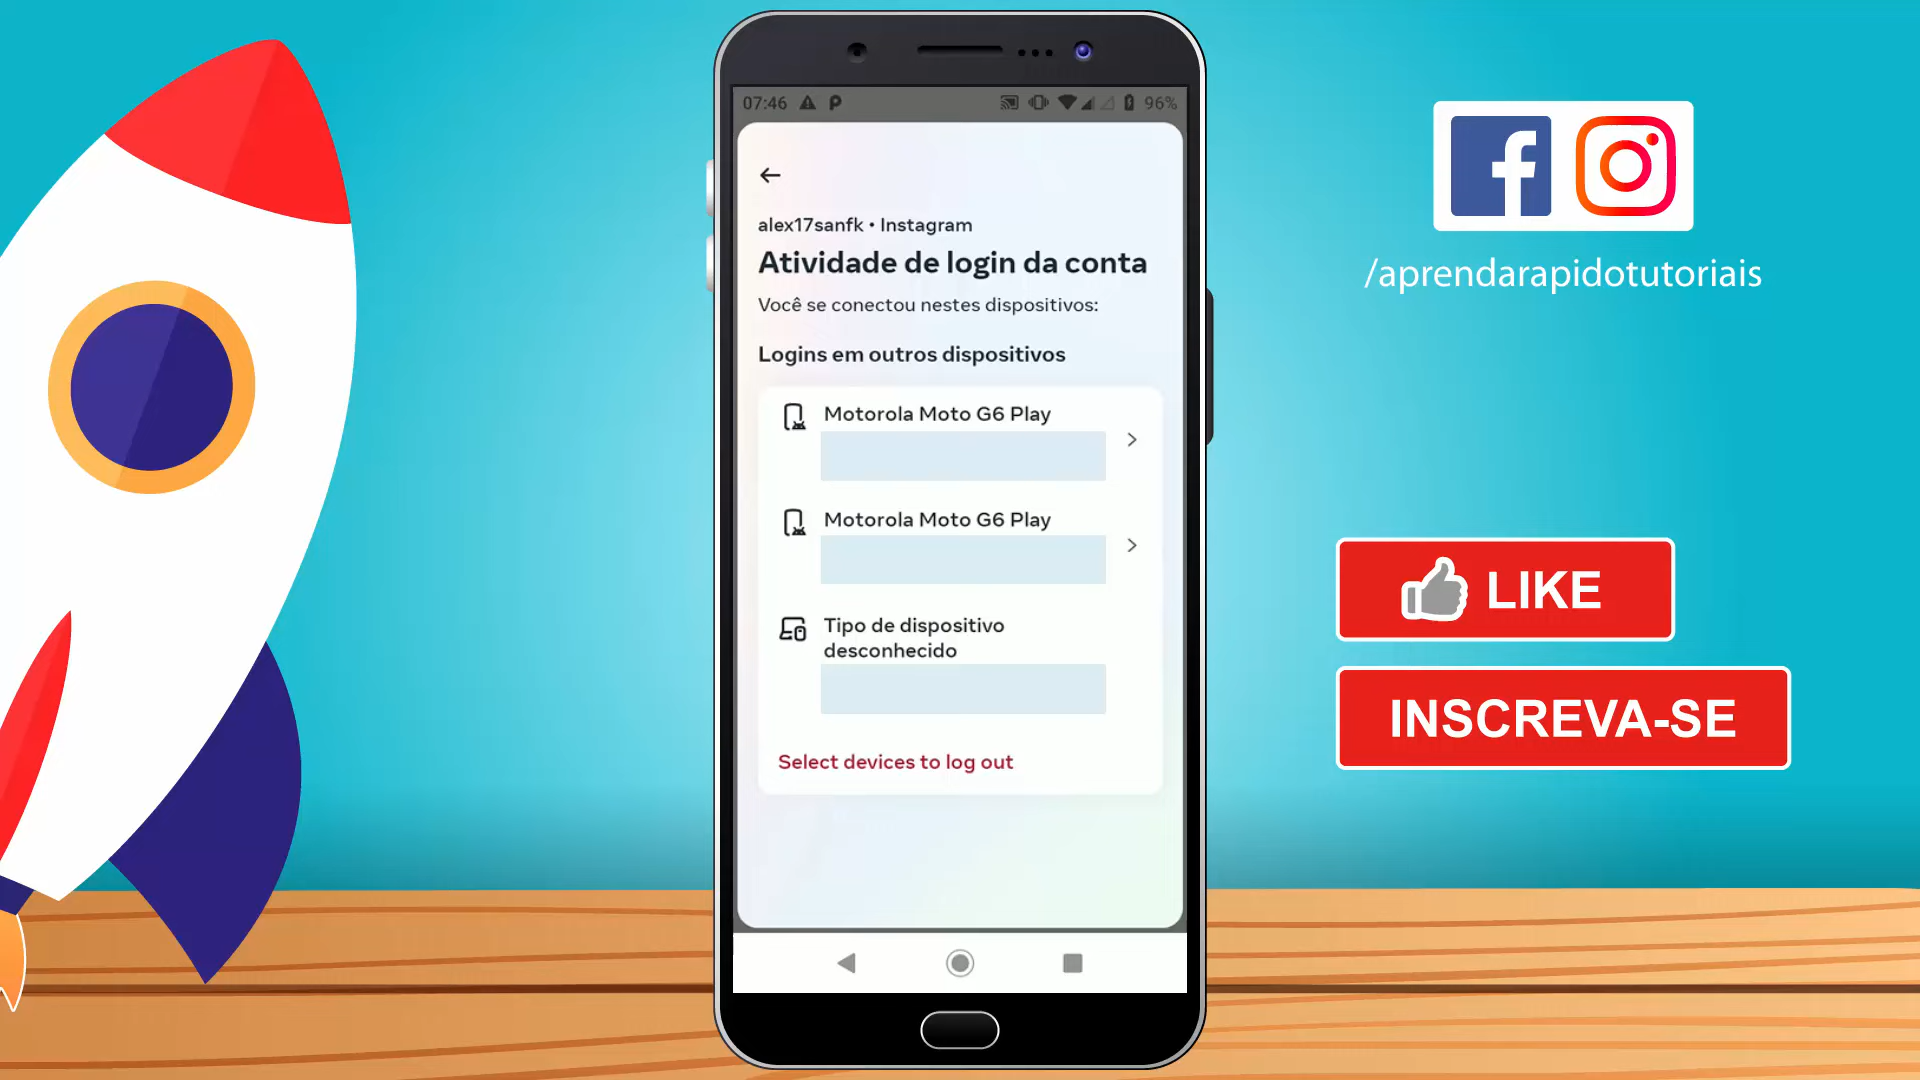 07:46
96%
alex17sanfk • Instagram
Atividade de login da conta
Você se conectou nestes dispositivos:
Logins em outros dispositivos
Motorola Moto G6 Play
Motorola Moto G6 Play
Tipo de dispositivo
desconhecido
Select devices to log out
/aprendarapidotutoriais
LIKE
INSCREVA-SE